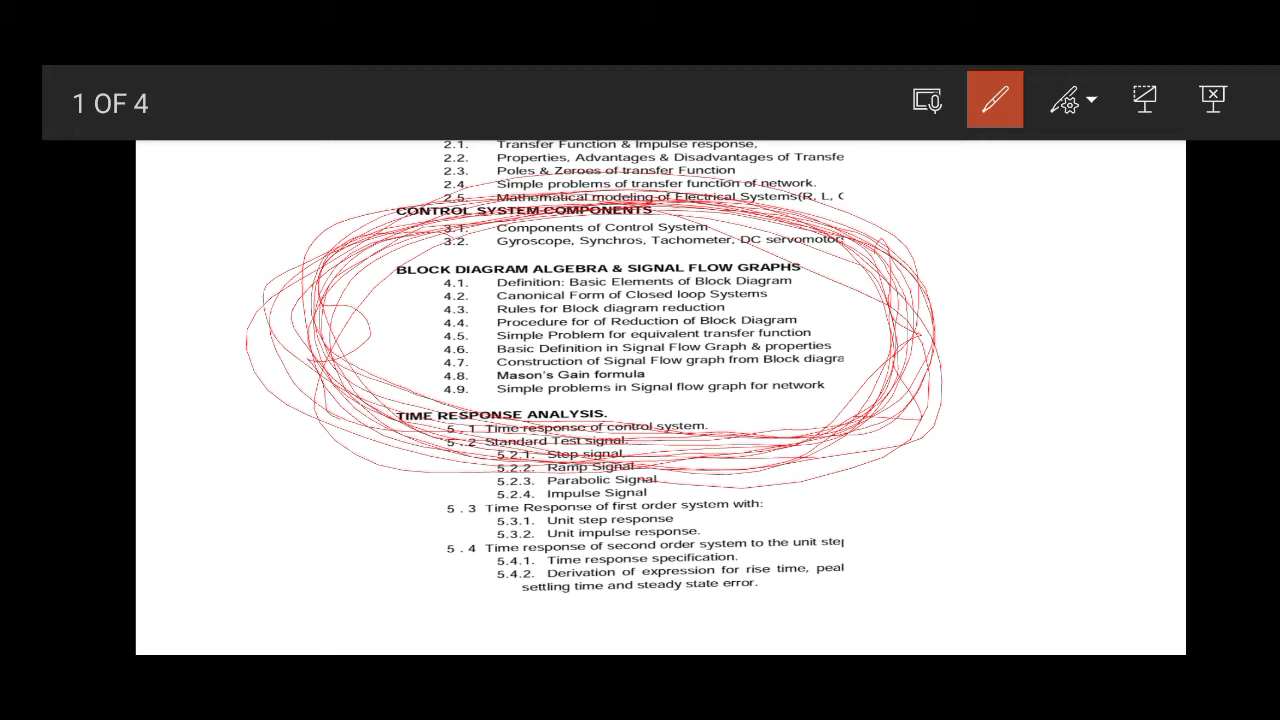 1 OF 4
2.1. Transfer Function & Impulse response,
2.2. Properties, Advantages & Disadvantages of Transfe
2.3. Poles & Zeroes of transfer Function
2.4. Simple problems of transfer function of network.
2.5. Mathematical modeling of Electrical Systems(R, L, C
CONTROL SYSTEM COMPONENTS
3.1. Components of Control System
3.2. Gyroscope, Synchros, Tachometer, DC servomotors
BLOCK DIAGRAM ALGEBRA & SIGNAL FLOW GRAPHS
4.1. Definition: Basic Elements of Block Diagram
4.2. Canonical Form of Closed loop Systems
4.3. Rules for Block diagram reduction
4.4. Procedure for of Reduction of Block Diagram
4.5. Simple Problem for equivalent transfer function
4.6. Basic Definition in Signal Flow Graph & properties
4.7. Construction of Signal Flow graph from Block diagra
4.8. Mason's Gain formula
4.9. Simple problems in Signal flow graph for network
TIME RESPONSE ANALYSIS.
5 . 1 Time response of control system.
5 . 2 Standard Test signal.
5.2.1. Step signal,
5.2.2. Ramp Signal
5.2.3. Parabolic Signal
5.2.4. Impulse Signal
5 . 3 Time Response of first order system with:
5.3.1. Unit step response
5.3.2. Unit impulse response.
5 . 4 Time response of second order system to the unit step
5.4.1. Time response specification.
5.4.2. Derivation of expression for rise time, peak
settling time and steady state error.